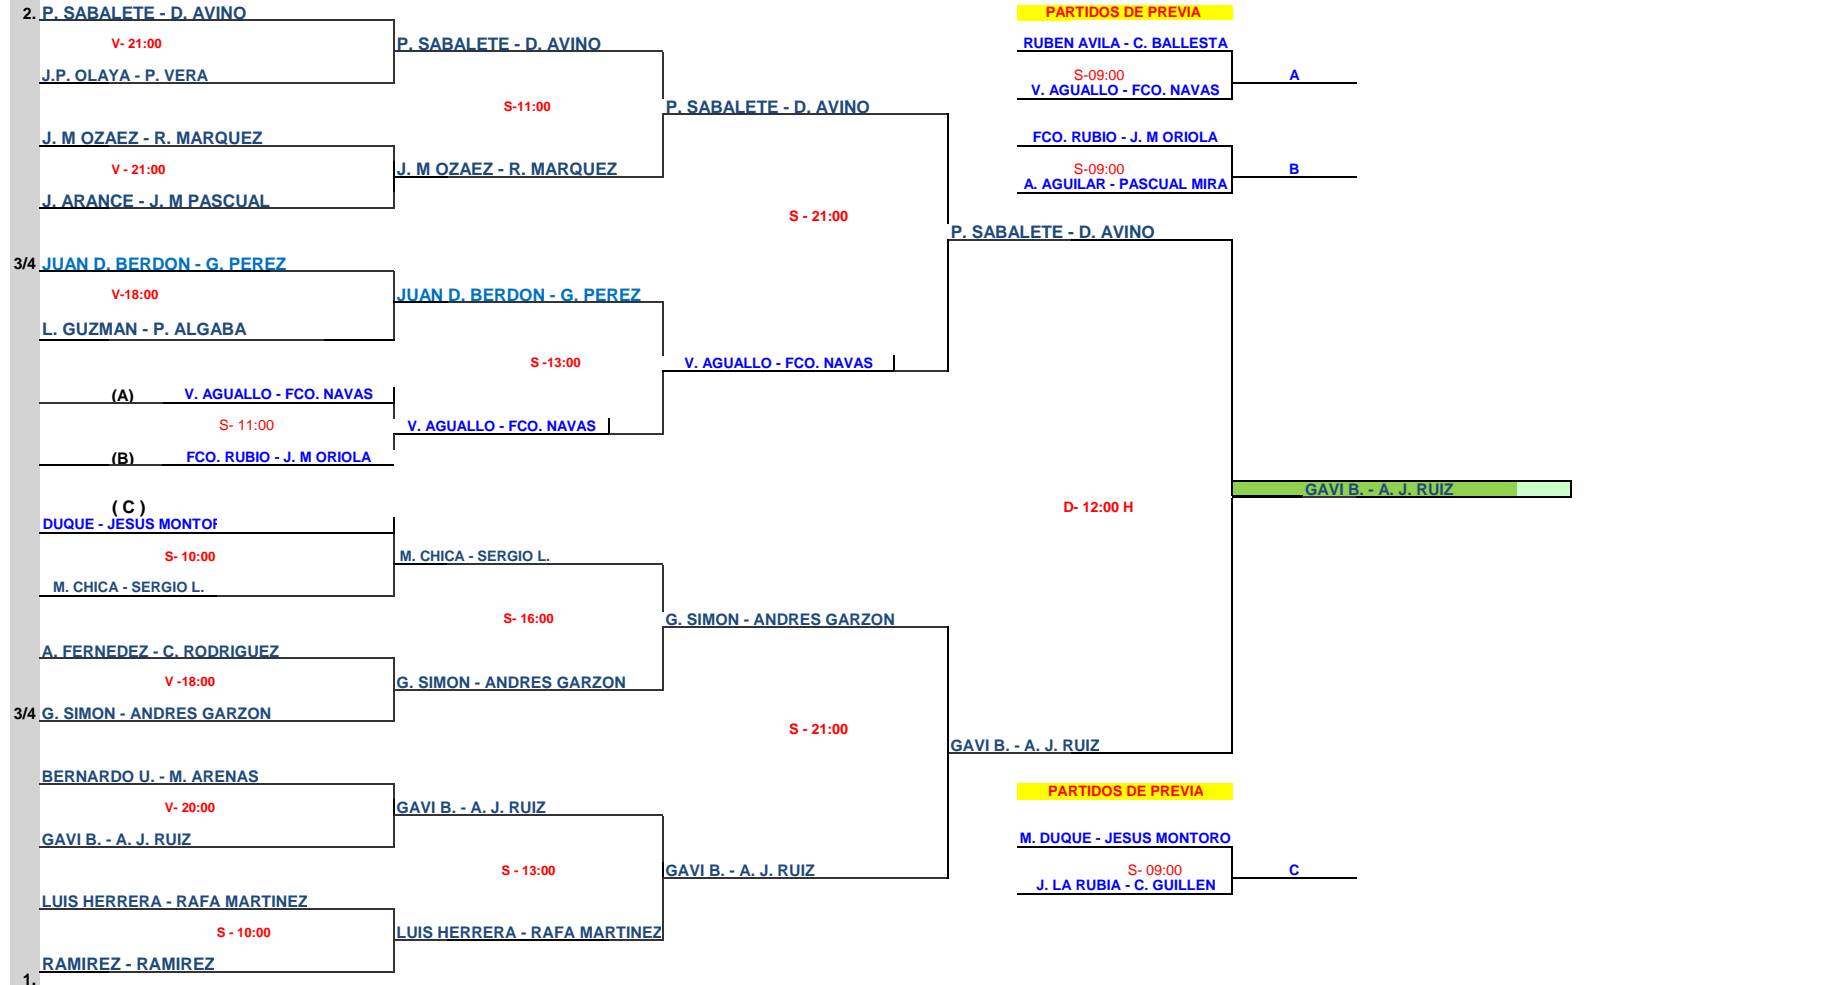 2. P. SABALETE - D. AVINO
PARTIDOS DE PREVIA
V- 21:00
P. SABALETE - D. AVINO
RUBEN AVILA - C. BALLESTA
J.P. OLAYA - P. VERA
S-09:00
A
V. AGUALLO - FCO. NAVAS
S-11:00
P. SABALETE - D. AVINO
J. M OZAEZ - R. MARQUEZ
FCO. RUBIO - J. M ORIOLA
V - 21:00
J. M OZAEZ - R. MARQUEZ
S-09:00
B
A. AGUILAR - PASCUAL MIRA
J. ARANCE - J. M PASCUAL
S - 21:00
P. SABALETE - D. AVINO
3/4 JUAN D. BERDON - G. PEREZ
V-18:00
JUAN D. BERDON - G. PEREZ
L. GUZMAN - P. ALGABA
S -13:00
V. AGUALLO - FCO. NAVAS
(A) V. AGUALLO - FCO. NAVAS
S- 11:00
V. AGUALLO - FCO. NAVAS
(B) FCO. RUBIO - J. M ORIOLA
GAVI B. - A. J. RUIZ
( C )
D- 12:00 H
DUQUE - JESUS MONTOR
S- 10:00
M. CHICA - SERGIO L.
M. CHICA - SERGIO L.
S- 16:00
G. SIMON - ANDRES GARZON
A. FERNEDEZ - C. RODRIGUEZ
V -18:00
G. SIMON - ANDRES GARZON
3/4 G. SIMON - ANDRES GARZON
S - 21:00
GAVI B. - A. J. RUIZ
BERNARDO U. - M. ARENAS
PARTIDOS DE PREVIA
V- 20:00
GAVI B. - A. J. RUIZ
GAVI B. - A. J. RUIZ
M. DUQUE - JESUS MONTORO
S - 13:00
GAVI B. - A. J. RUIZ
S- 09:00
C
J. LA RUBIA - C. GUILLEN
LUIS HERRERA - RAFA MARTINEZ
S - 10:00
LUIS HERRERA - RAFA MARTINEZ
RAMIREZ - RAMIREZ
1.